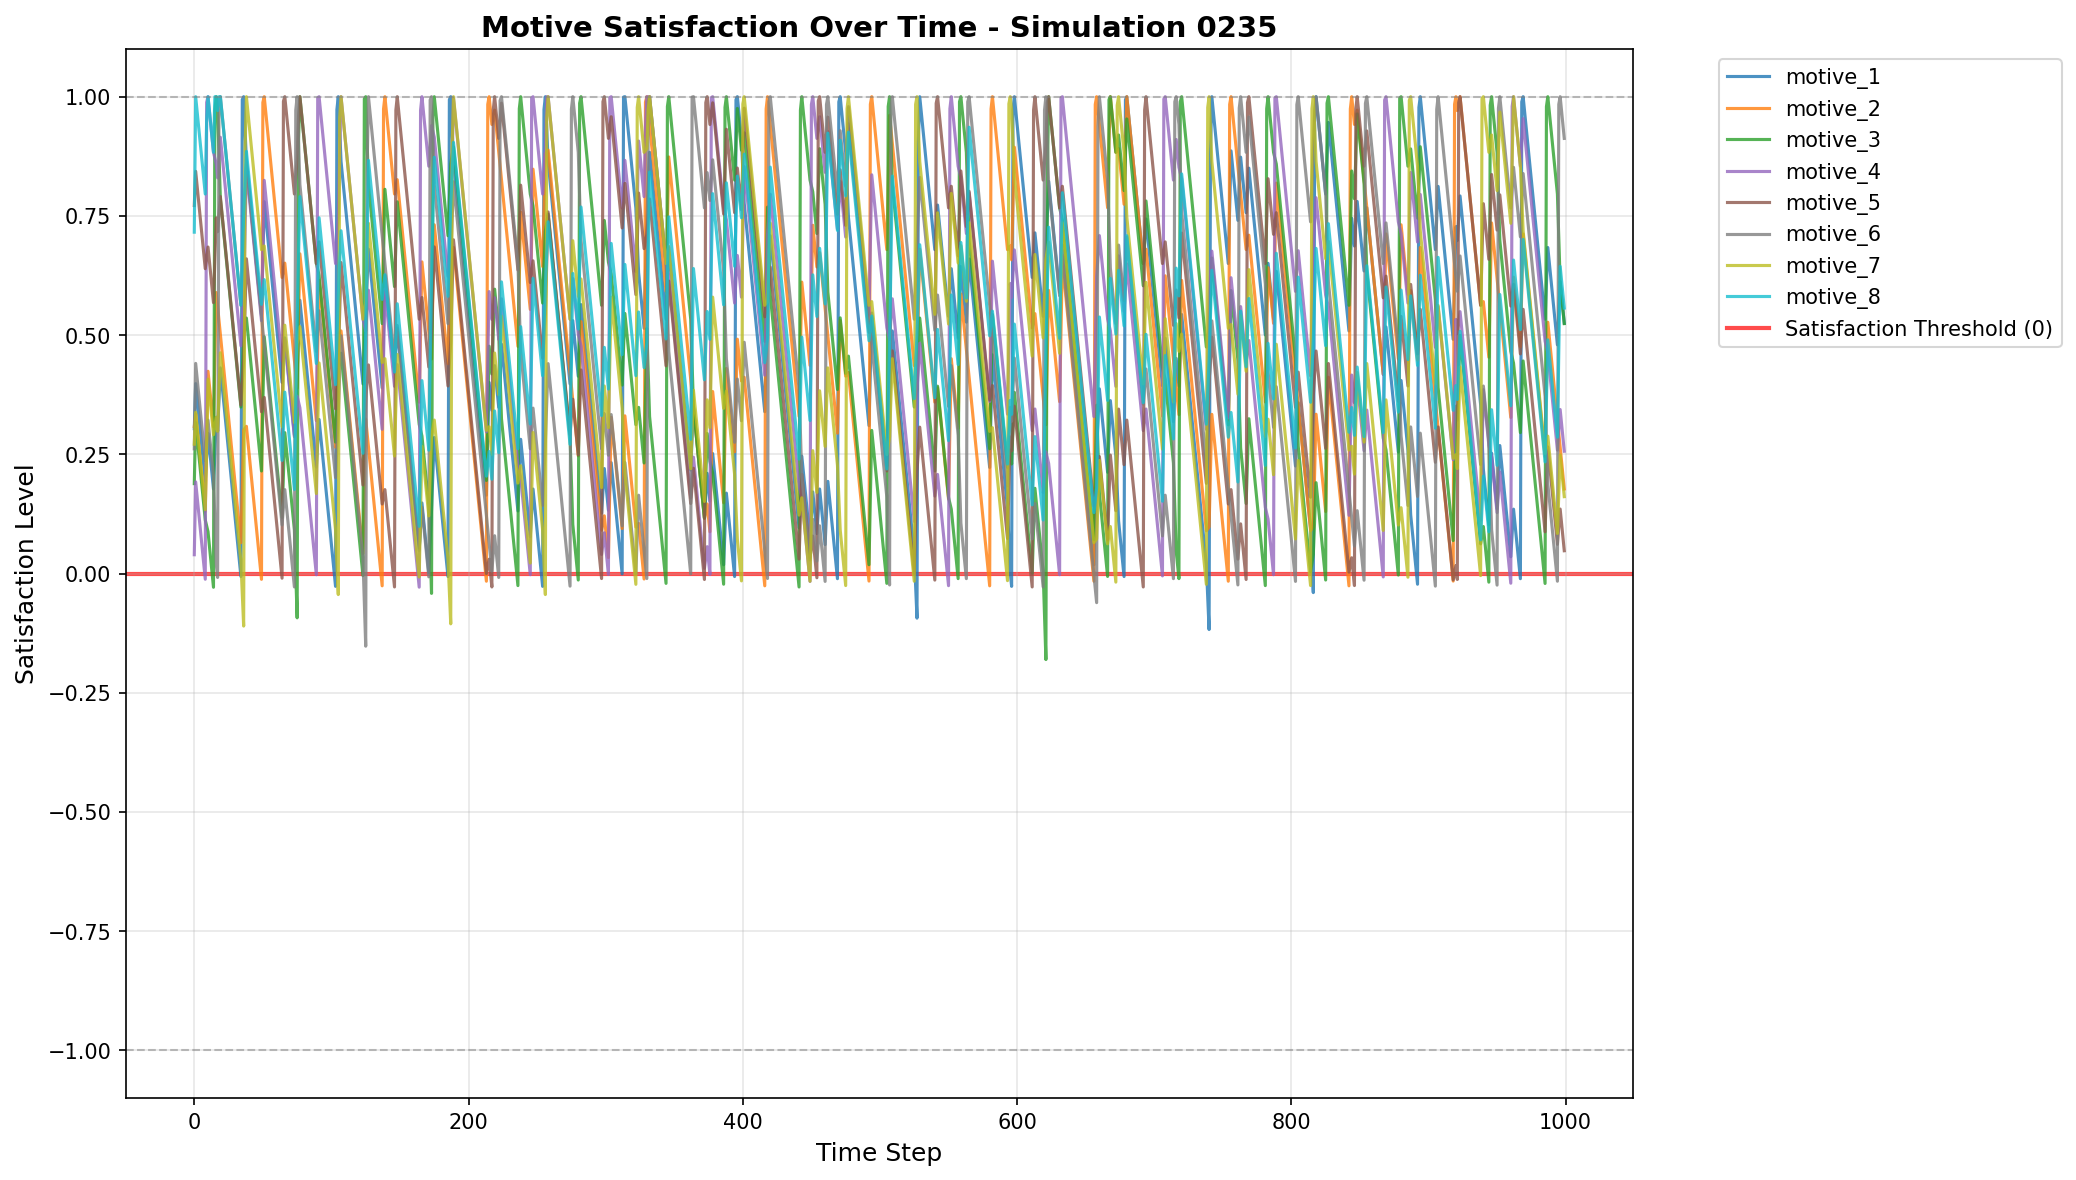 Motive Satisfaction Over Time - Simulation 0235
Satisfaction Level
1.00
0.75
0.50
0.25
0.00
−0.25
−0.50
−0.75
−1.00
0
200
400
600
800
1000
Time Step
motive_1
motive_2
motive_3
motive_4
motive_5
motive_6
motive_7
motive_8
Satisfaction Threshold (0)